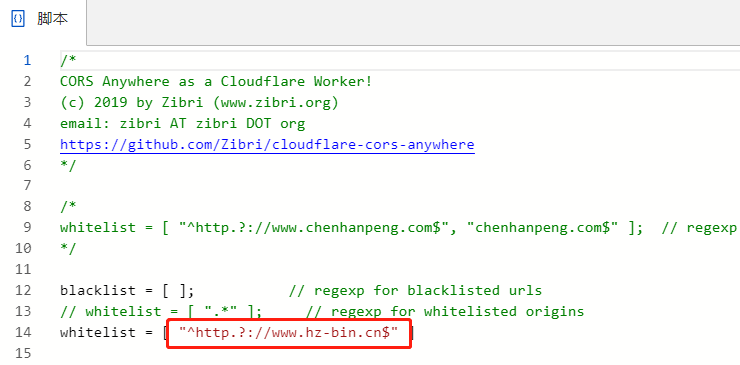 脚本
1 /*
2 CORS Anywhere as a Cloudflare Worker!
3 (c) 2019 by Zibri (www.zibri.org)
4 email: zibri AT zibri DOT org
5 https://github.com/Zibri/cloudflare-cors-anywhere
6 */
7
8 /*
9 whitelist = [ "^http.?://www.chenhanpeng.com$", "chenhanpeng.com$" ];  // regexp
10 */
11
12 blacklist = [ ];           // regexp for blacklisted urls
13 // whitelist = [ ".*" ];     // regexp for whitelisted origins
14 whitelist = [ "^http.?://www.hz-bin.cn$" ]
15